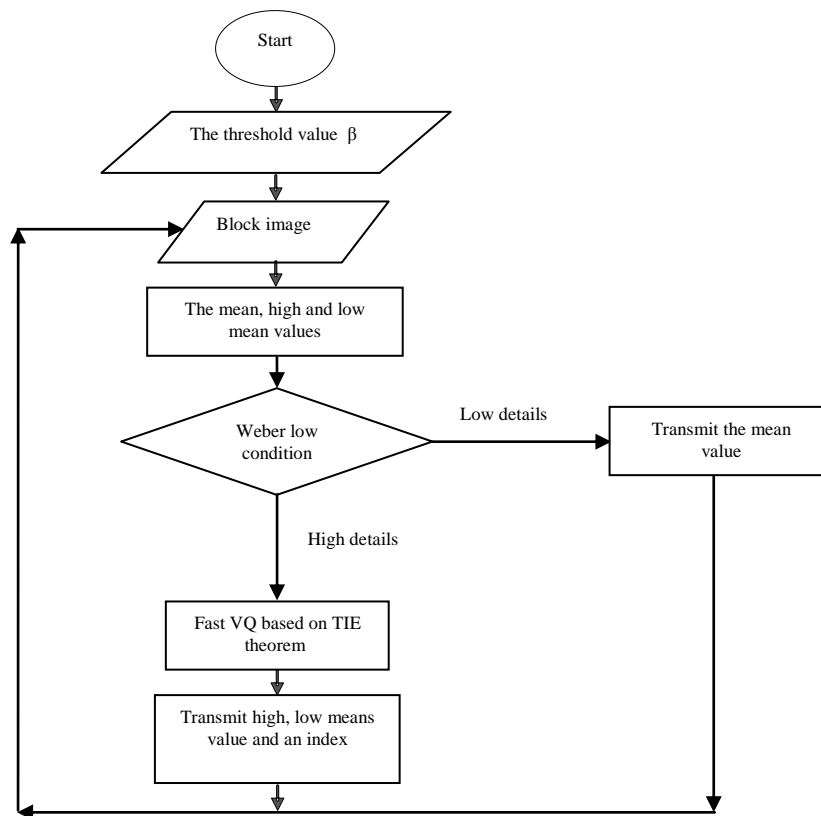 Start
The threshold value β
Block image
The mean, high and low
mean values
Weber low
condition
Low details
Transmit the mean
value
High details
Fast VQ based on TIE
theorem
Transmit high, low means
value and an index